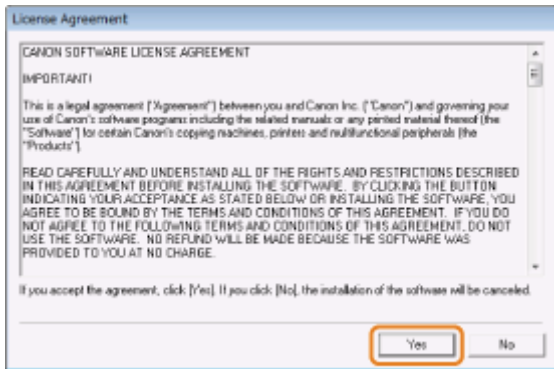 License Agreement
CANON SOFTWARE LICENSE AGREEMENT
IMPORTANT!
This is a legal agreement ("Agreement") between you and Canon Inc. ("Canon") and governing your
use of Canon's software programs including the related manuals or any printed material thereof (the
"Software") for certain Canon's copying machines, printers and multifunctional peripherals (the
"Products").
READ CAREFULLY AND UNDERSTAND ALL OF THE RIGHTS AND RESTRICTIONS DESCRIBED
IN THIS AGREEMENT BEFORE INSTALLING THE SOFTWARE. BY CLICKING THE BUTTON
INDICATING YOUR ACCEPTANCE AS STATED BELOW OR INSTALLING THE SOFTWARE, YOU
AGREE TO BE BOUND BY THE TERMS AND CONDITIONS OF THIS AGREEMENT. IF YOU DO
NOT AGREE TO THE FOLLOWING TERMS AND CONDITIONS OF THIS AGREEMENT, DO NOT
USE THE SOFTWARE. NO REFUND WILL BE MADE BECAUSE THE SOFTWARE WAS
PROVIDED TO YOU AT NO CHARGE.
If you accept the agreement, click [Yes]. If you click [No], the installation of the software will be canceled.
Yes
No